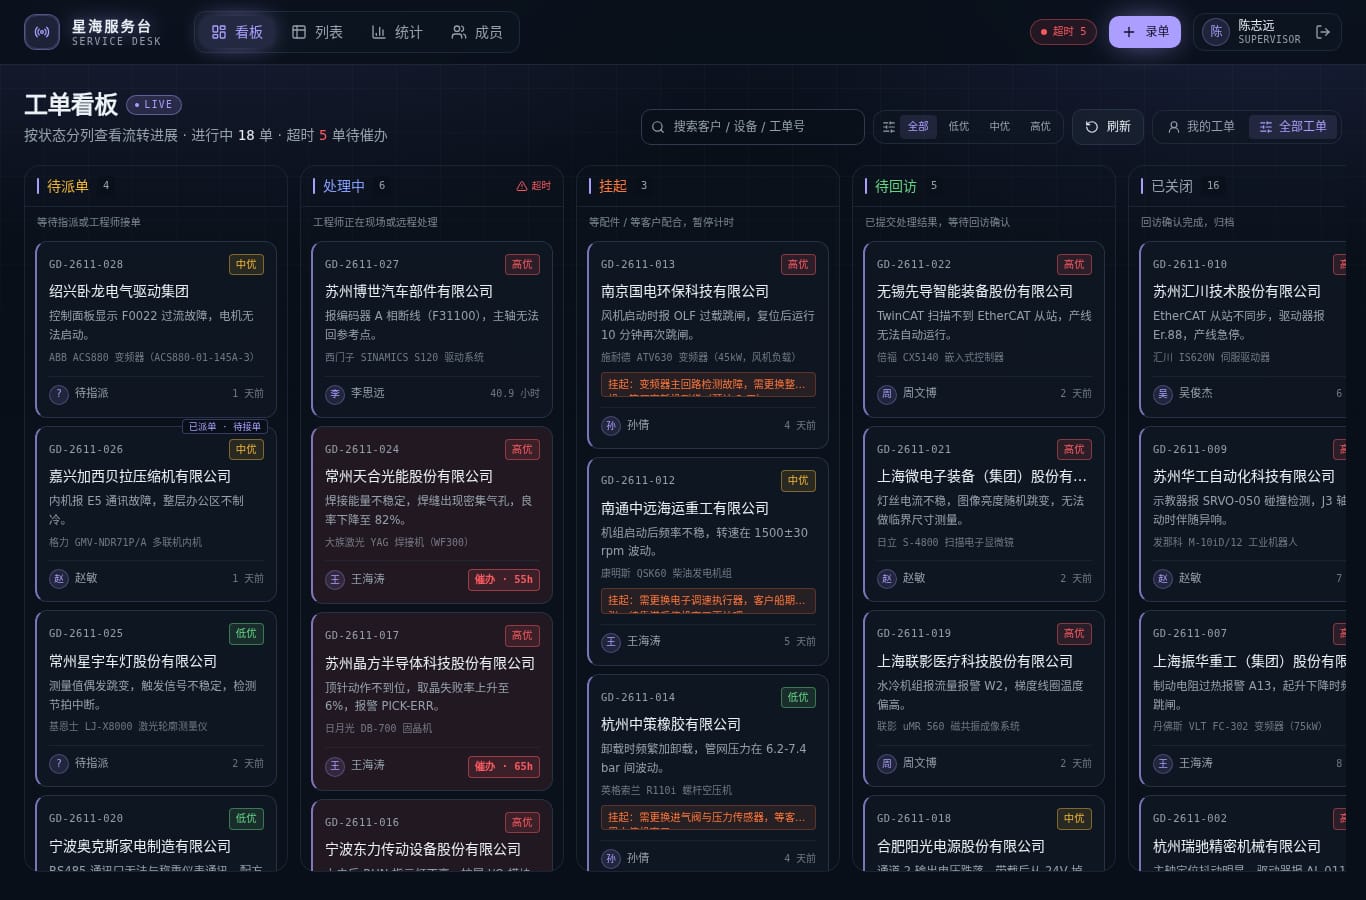 星海服务台
SERVICE DESK
看板
列表
统计
成员
超时 5
录单
陈
陈志远
SUPERVISOR
工单看板
LIVE
按状态分列查看流转进展 · 进行中 18 单 · 超时 5 单待催办
搜索客户 / 设备 / 工单号
全部
低优
中优
高优
刷新
我的工单
全部工单
待派单 4
等待指派或工程师接单
GD-2611-028
中优
绍兴卧龙电气驱动集团
控制面板显示 F0022 过流故障，电机无
法启动。
ABB ACS880 变频器（ACS880-01-145A-3）
?
待指派
1 天前
已派单 · 待接单
GD-2611-026
中优
嘉兴加西贝拉压缩机有限公司
内机报 E5 通讯故障，整层办公区不制
冷。
格力 GMV-NDR71P/A 多联机内机
赵
赵敏
1 天前
GD-2611-025
低优
常州星宇车灯股份有限公司
测量值偶发跳变，触发信号不稳定，检测
节拍中断。
基恩士 LJ-X8000 激光轮廓测量仪
?
待指派
2 天前
GD-2611-020
低优
宁波奥克斯家电制造有限公司
处理中 6
超时
工程师正在现场或远程处理
GD-2611-027
高优
苏州博世汽车部件有限公司
报编码器 A 相断线（F31100），主轴无法
回参考点。
西门子 SINAMICS S120 驱动系统
李
李思远
40.9 小时
GD-2611-024
高优
常州天合光能股份有限公司
焊接能量不稳定，焊缝出现密集气孔，良
率下降至 82%。
大族激光 YAG 焊接机（WF300）
王
王海涛
催办 · 55h
GD-2611-017
高优
苏州晶方半导体科技股份有限公司
顶针动作不到位，取晶失败率上升至
6%，报警 PICK-ERR。
日月光 DB-700 固晶机
王
王海涛
催办 · 65h
GD-2611-016
高优
宁波东力传动设备股份有限公司
挂起 3
等配件 / 等客户配合，暂停计时
GD-2611-013
高优
南京国电环保科技有限公司
风机启动时报 OLF 过载跳闸，复位后运行
10 分钟再次跳闸。
施耐德 ATV630 变频器（45kW，风机负载）
挂起：变频器主回路检测故障，需更换整…
孙
孙倩
4 天前
GD-2611-012
中优
南通中远海运重工有限公司
机组启动后频率不稳，转速在 1500±30
rpm 波动。
康明斯 QSK60 柴油发电机组
挂起：需更换电子调速执行器，客户船期…
王
王海涛
5 天前
GD-2611-014
低优
杭州中策橡胶有限公司
卸载时频繁加卸载，管网压力在 6.2-7.4
bar 间波动。
英格索兰 R110i 螺杆空压机
挂起：需更换进气阀与压力传感器，等客…
孙
孙倩
4 天前
待回访 5
已提交处理结果，等待回访确认
GD-2611-022
高优
无锡先导智能装备股份有限公司
TwinCAT 扫描不到 EtherCAT 从站，产线
无法自动运行。
倍福 CX5140 嵌入式控制器
周
周文博
2 天前
GD-2611-021
高优
上海微电子装备（集团）股份有…
灯丝电流不稳，图像亮度随机跳变，无法
做临界尺寸测量。
日立 S-4800 扫描电子显微镜
赵
赵敏
2 天前
GD-2611-019
高优
上海联影医疗科技股份有限公司
水冷机组报流量报警 W2，梯度线圈温度
偏高。
联影 uMR 560 磁共振成像系统
周
周文博
2 天前
GD-2611-018
中优
合肥阳光电源股份有限公司
已关闭 16
回访确认完成，归档
GD-2611-010
苏州汇川技术股份有限公司
EtherCAT 从站不同步，驱动器报
Er.88，产线急停。
汇川 IS620N 伺服驱动器
吴
吴俊杰
6
GD-2611-009
苏州华工自动化科技有限公司
示教器报 SRVO-050 碰撞检测，J3 轴
动时伴随异响。
发那科 M-10iD/12 工业机器人
赵
赵敏
7
GD-2611-007
上海振华重工（集团）股份有限
制动电阻过热报警 A13，起升下降时频
跳闸。
丹佛斯 VLT FC-302 变频器（75kW）
王
王海涛
8
GD-2611-002
杭州瑞驰精密机械有限公司